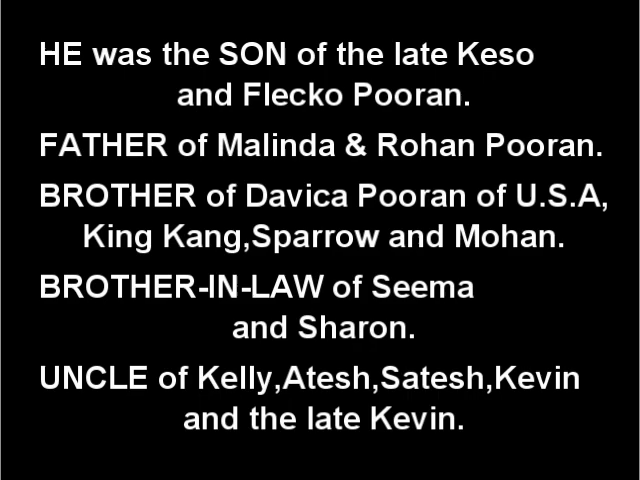 HE was the SON of the late Keso
and Flecko Pooran.
FATHER of Malinda & Rohan Pooran.
BROTHER of Davica Pooran of U.S.A,
King Kang,Sparrow and Mohan.
BROTHER-IN-LAW of Seema
and Sharon.
UNCLE of Kelly,Atesh,Satesh,Kevin
and the late Kevin.